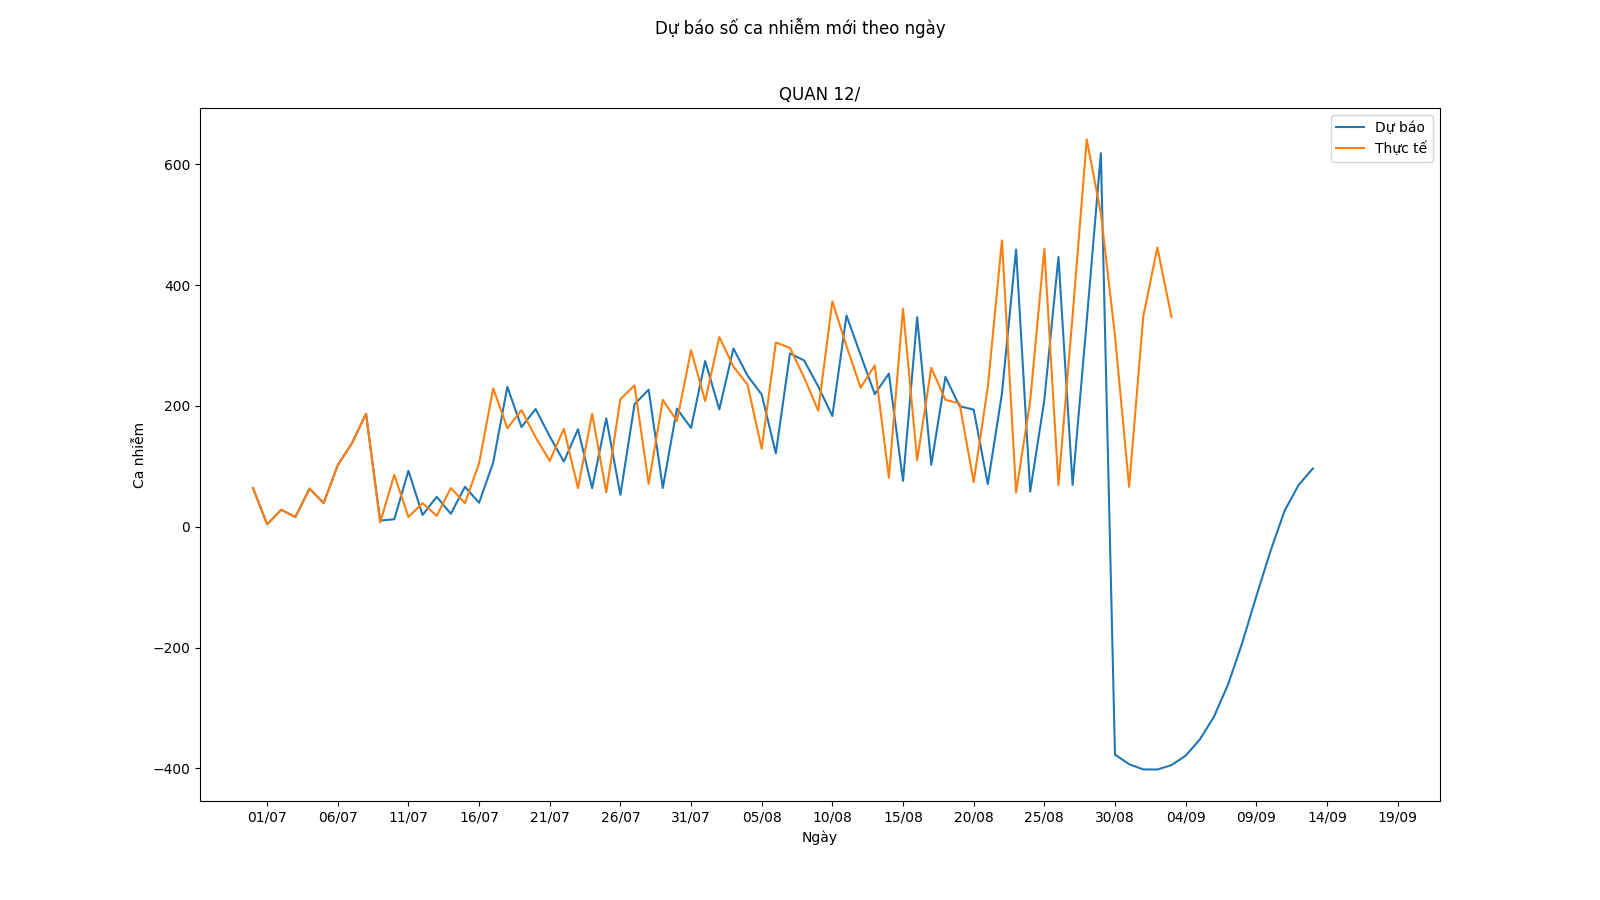 Dự báo số ca nhiễm mới theo ngày
QUAN 12/
Dự báo
Thực tế
600
400
200
0
−200
−400
Ca nhiễm
01/07 06/07 11/07 16/07 21/07 26/07 31/07 05/08 10/08 15/08 20/08 25/08 30/08 04/09 09/09 14/09 19/09
Ngày